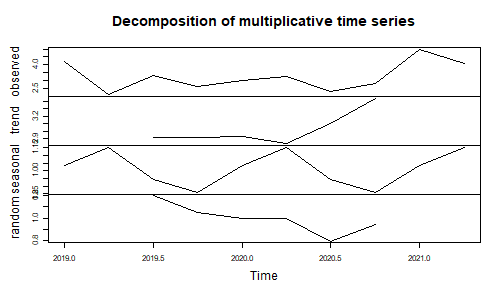 Decomposition of multiplicative time series
observed
4.0
2.5
trend
3.2
2.9
seasonal
1.15
1.00
random
1.0
0.8
2019.0 2019.5 2020.0 2020.5 2021.0
Time